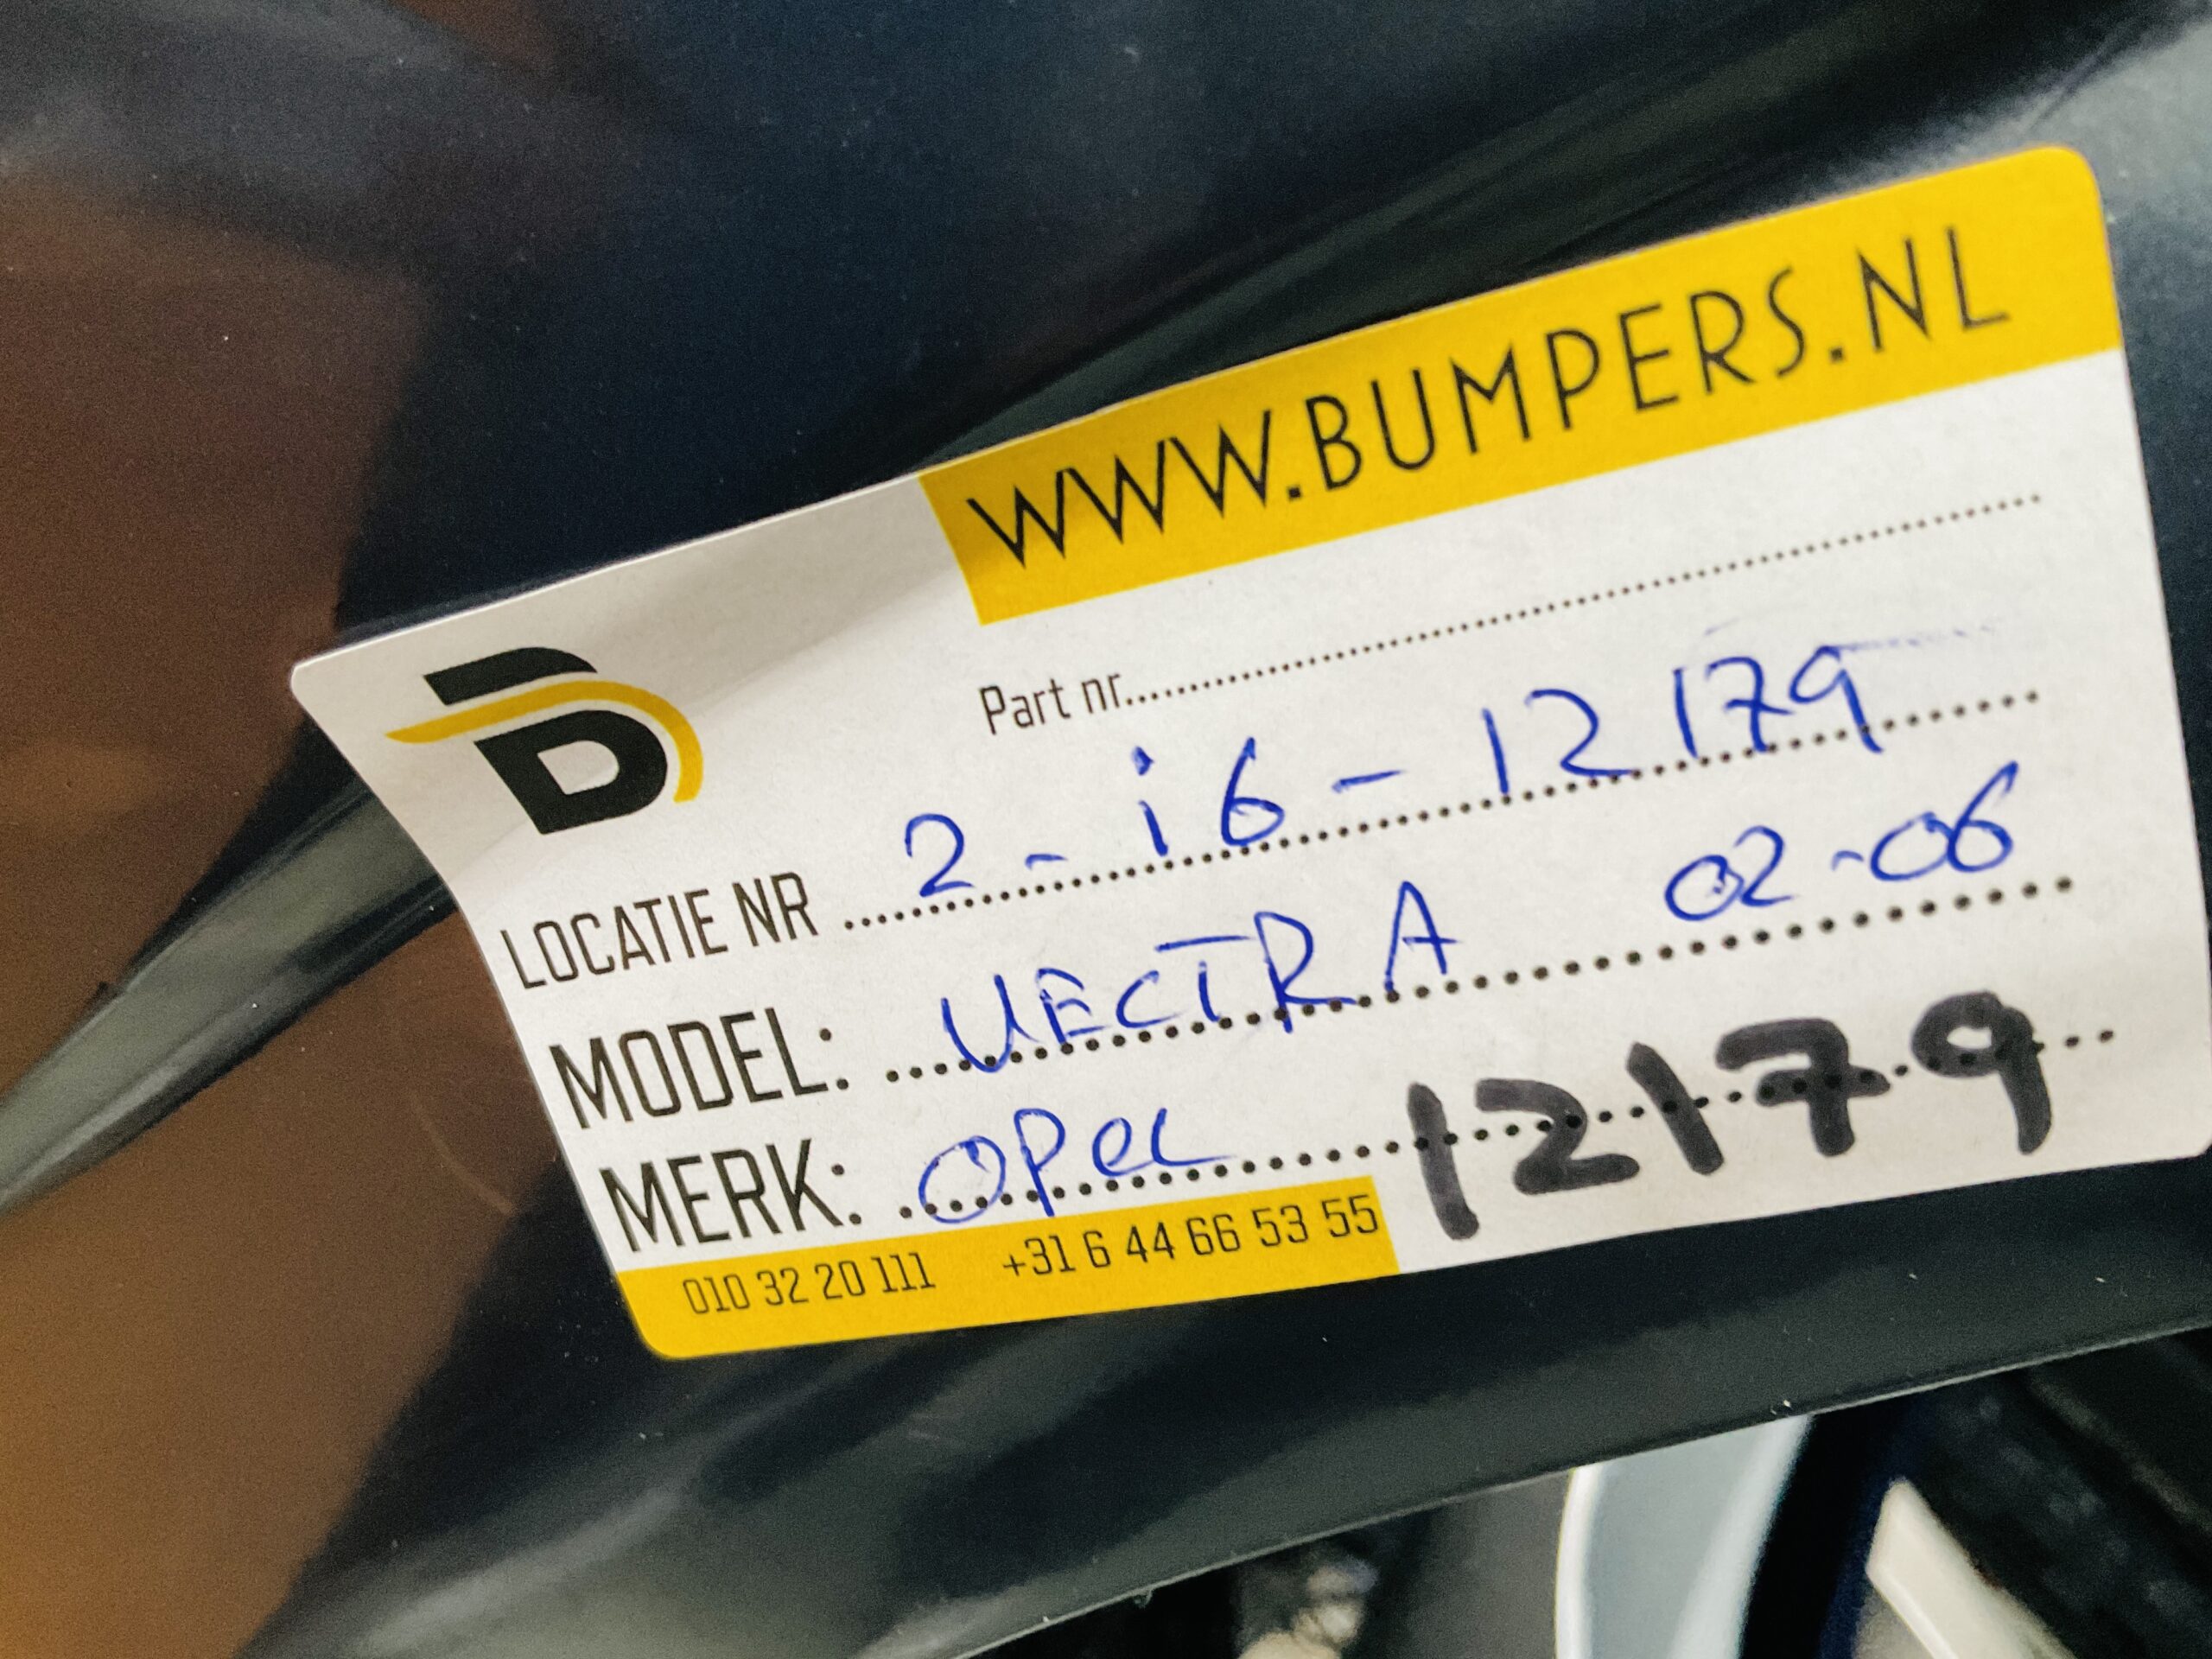 WWW.BUMPERS.NL
B
Part nr.......................................
LOCATIE NR 2 - i6 - 12179
MODEL: VECTRA 02-06
MERK: OPEL 12179
010 32 20 111 +31 6 44 66 53 55